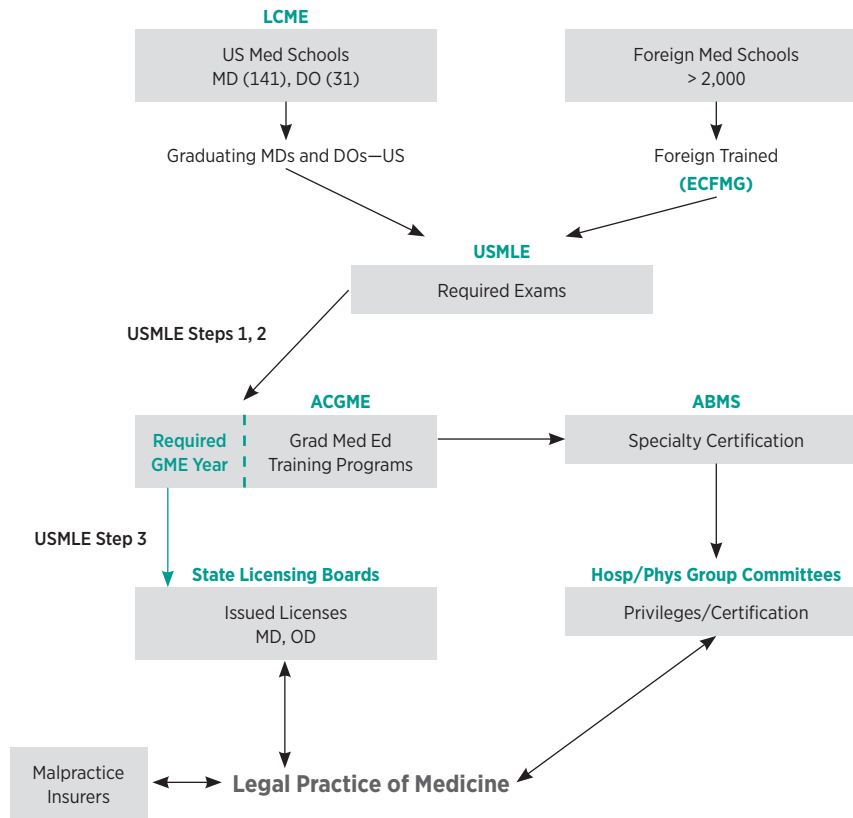 LCME
US Med Schools
MD (141), DO (31)
Foreign Med Schools
> 2,000
Graduating MDs and DOs—US
Foreign Trained
(ECFMG)
USMLE
Required Exams
USMLE Steps 1, 2
ACGME
ABMS
Required
GME Year
Grad Med Ed
Training Programs
Specialty Certification
USMLE Step 3
State Licensing Boards
Hosp/Phys Group Committees
Issued Licenses
MD, OD
Privileges/Certification
Malpractice
Insurers
Legal Practice of Medicine